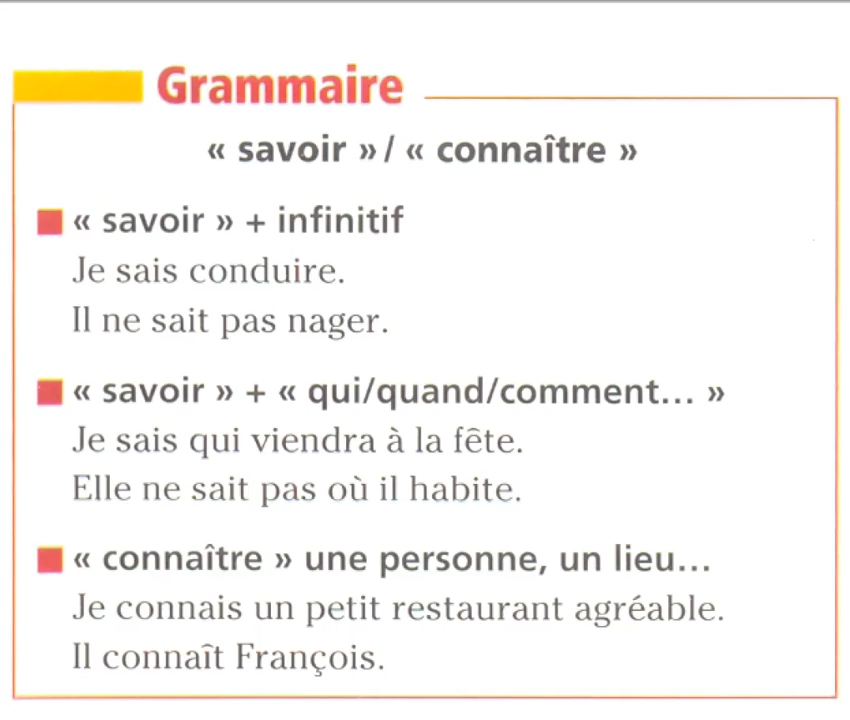 Grammaire
« savoir » / « connaître »
« savoir » + infinitif
Je sais conduire.
Il ne sait pas nager.
« savoir » + « qui/quand/comment... »
Je sais qui viendra à la fête.
Elle ne sait pas où il habite.
« connaître » une personne, un lieu...
Je connais un petit restaurant agréable.
Il connaît François.